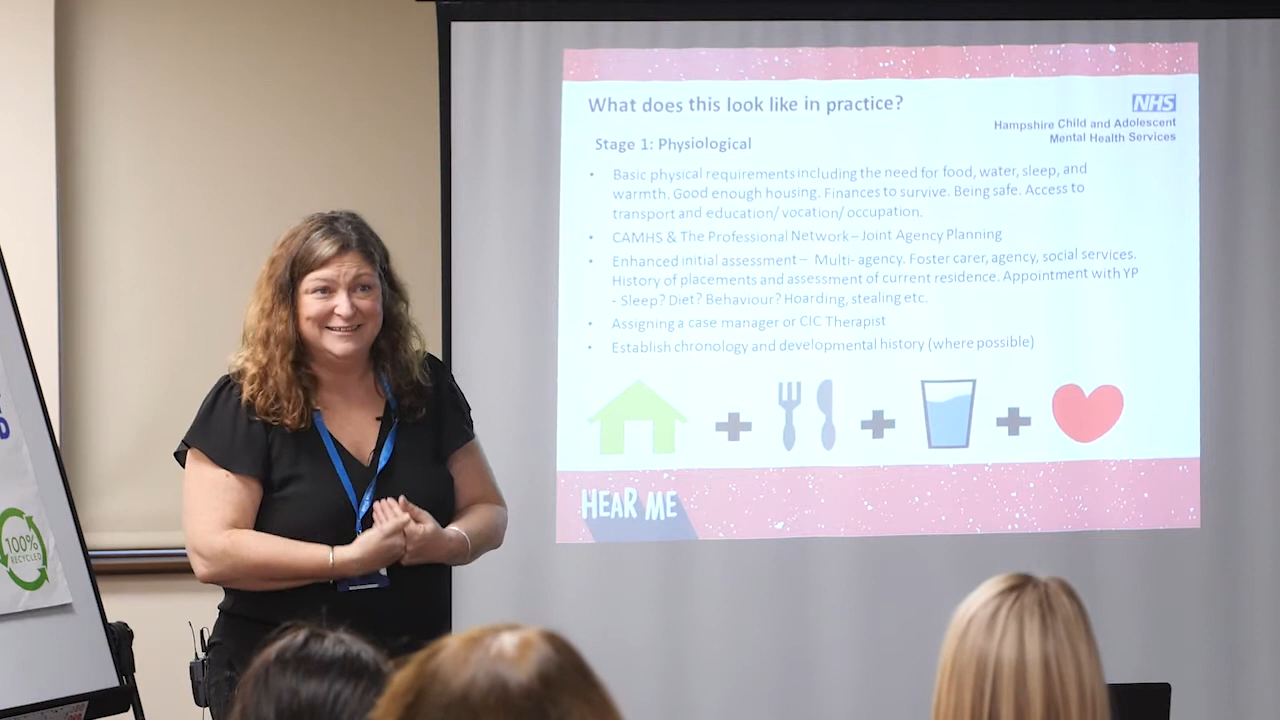 What does this look like in practice?
NHS
Hampshire Child and Adolescent
Mental Health Services
Stage 1: Physiological
• Basic physical requirements including the need for food, water, sleep, and
warmth. Good enough housing. Finances to survive. Being safe. Access to
transport and education/ vocation/ occupation.
• CAMHS & The Professional Network – Joint Agency Planning
• Enhanced initial assessment – Multi- agency. Foster carer, agency, social services.
History of placements and assessment of current residence. Appointment with YP
- Sleep? Diet? Behaviour? Hoarding, stealing etc.
• Assigning a case manager or CIC Therapist
• Establish chronology and developmental history (where possible)
HEAR ME
100%
RECYCLED